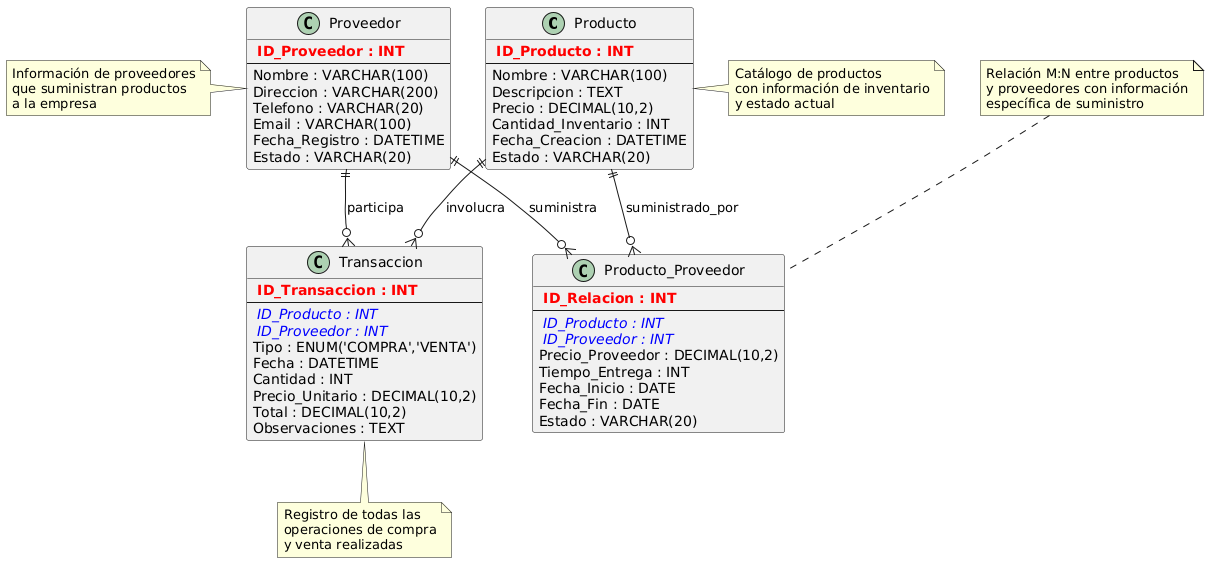 Proveedor
ID_Proveedor : INT
Nombre : VARCHAR(100)
Direccion : VARCHAR(200)
Telefono : VARCHAR(20)
Email : VARCHAR(100)
Fecha_Registro : DATETIME
Estado : VARCHAR(20)
Producto
ID_Producto : INT
Nombre : VARCHAR(100)
Descripcion : TEXT
Precio : DECIMAL(10,2)
Cantidad_Inventario : INT
Fecha_Creacion : DATETIME
Estado : VARCHAR(20)
Información de proveedores
que suministran productos
a la empresa
Catálogo de productos
con información de inventario
y estado actual
Relación M:N entre productos
y proveedores con información
específica de suministro
participa
involucra
suministra
suministrado_por
Transaccion
ID_Transaccion : INT
ID_Producto : INT
ID_Proveedor : INT
Tipo : ENUM('COMPRA','VENTA')
Fecha : DATETIME
Cantidad : INT
Precio_Unitario : DECIMAL(10,2)
Total : DECIMAL(10,2)
Observaciones : TEXT
Producto_Proveedor
ID_Relacion : INT
ID_Producto : INT
ID_Proveedor : INT
Precio_Proveedor : DECIMAL(10,2)
Tiempo_Entrega : INT
Fecha_Inicio : DATE
Fecha_Fin : DATE
Estado : VARCHAR(20)
Registro de todas las
operaciones de compra
y venta realizadas